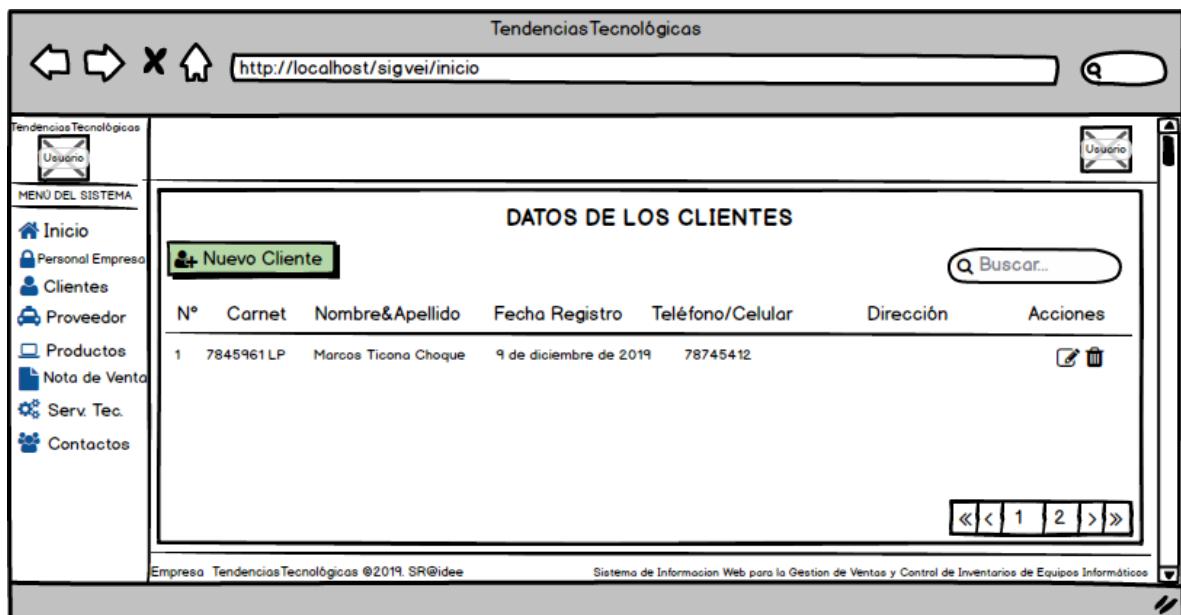 TendenciasTecnológicas
http://localhost/sigvei/inicio
TendenciasTecnológicas
Usuario
Usuario
MENÚ DEL SISTEMA
Inicio
Personal Empresa
Clientes
Proveedor
Productos
Nota de Venta
Serv. Tec.
Contactos
DATOS DE LOS CLIENTES
Nuevo Cliente
Buscar...
N° Carnet Nombre&Apellido Fecha Registro Teléfono/Celular Dirección Acciones
1 7845961 LP Marcos Ticona Choque 9 de diciembre de 2019 78745412
« < 1 2 > »
Empresa TendenciasTecnológicas ©2019. SR@idee Sistema de Informacion Web para la Gestion de Ventas y Control de Inventarios de Equipos Informáticos